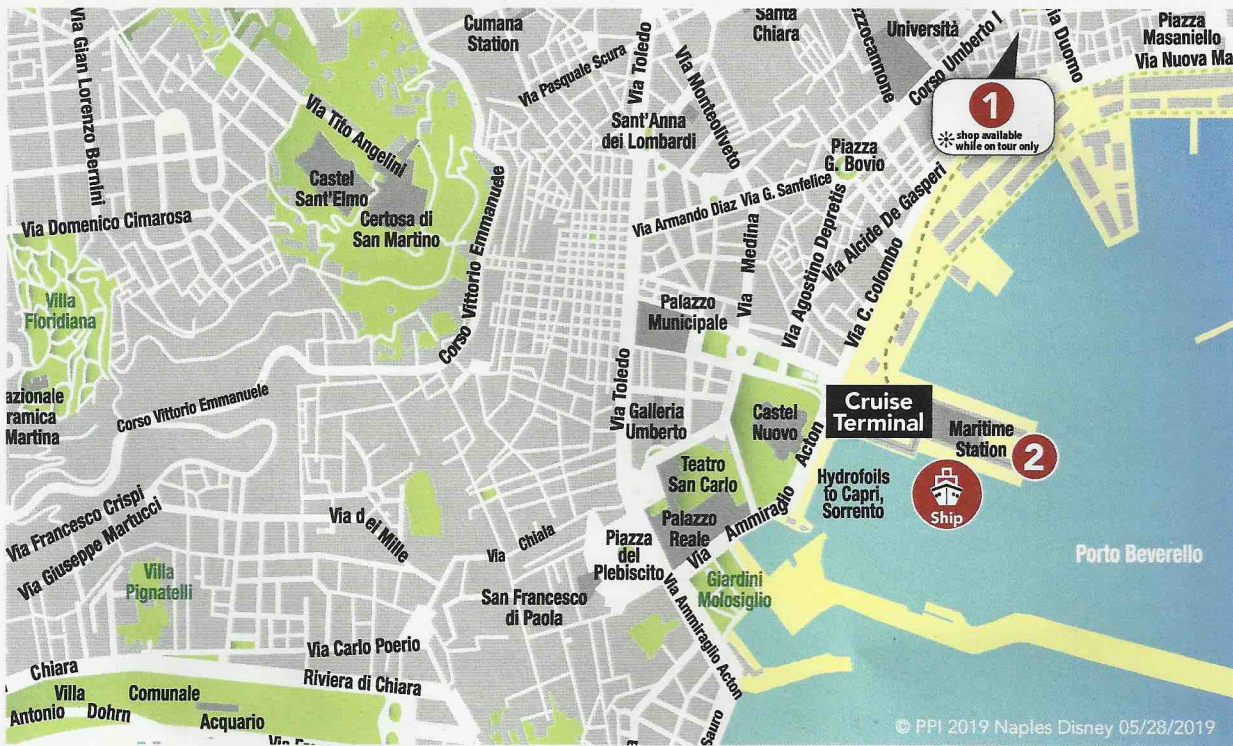 Via Gian Lorenzo Bernini
Cumana
Station
Via Toledo
Santa
Chiara
Università
Corso Umberto I
Piazza
Masaniello
Via Nuova Ma
Via Pasquale Scura
Via Monteoliveto
ezzocannone
ia Duomo
1
shop available
while on tour only
Via Tito Angelini
Sant'Anna
dei Lombardi
Piazza
G. Bovio
Castel
Sant'Elmo
Certosa di
San Martino
Via Armando Diaz
Via G. Sanfelice
Via Domenico Cimarosa
Corso Vittorio Emmanuele
Via Medina
Via Agostino Depretis
Via Alcide De Gasperi
Via C. Colombo
Villa
Floridiana
Palazzo
Municipale
azionale
ramica
Martina
Corso Vittorio Emmanuele
Via Toledo
Galleria
Umberto
Castel
Nuovo
Cruise
Terminal
Maritime
Station
2
Teatro
San Carlo
Hydrofoils
to Capri,
Sorrento
Ship
Via Ammiraglio Acton
Via Francesco Crispi
Via Giuseppe Martucci
Via dei Mille
Via Chiala
Piazza
del
Plebiscito
Palazzo
Reale
Porto Beverello
Villa
Pignatelli
San Francesco
di Paola
Giardini
Molosiglio
Via Ammiraglio Acton
Via Carlo Poerio
Chiara
Riviera di Chiara
Villa Comunale
Antonio Dohrn
Acquario
Sauro
© PPI 2019 Naples Disney 05/28/2019